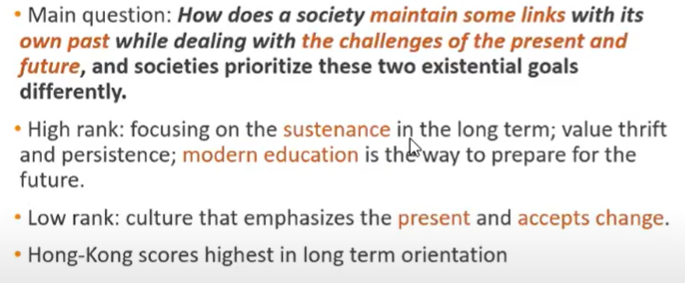 • Main question: How does a society maintain some links with its
own past while dealing with the challenges of the present and
future, and societies prioritize these two existential goals
differently.
• High rank: focusing on the sustenance in the long term; value thrift
and persistence; modern education is the way to prepare for the
future.
• Low rank: culture that emphasizes the present and accepts change.
• Hong-Kong scores highest in long term orientation